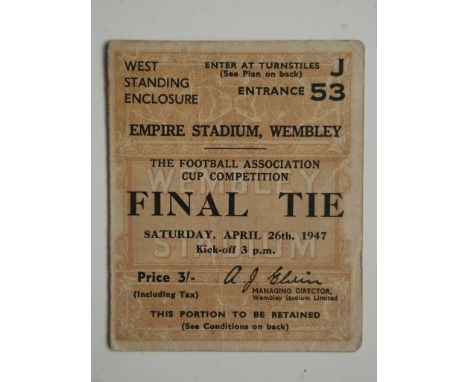 WEST
STANDING
ENCLOSURE
ENTER AT TURNSTILES
(See Plan on back)
J
ENTRANCE 53
EMPIRE STADIUM, WEMBLEY
THE FOOTBALL ASSOCIATION
CUP COMPETITION
WEMBLEY
FINAL TIE
SATURDAY, APRIL 26th, 1947
STADIUM
Kick-off 3 p.m.
Price 3/-
(Including Tax)
A J Elvin
MANAGING DIRECTOR,
Wembley Stadium Limited
THIS PORTION TO BE RETAINED
(See Conditions on back)